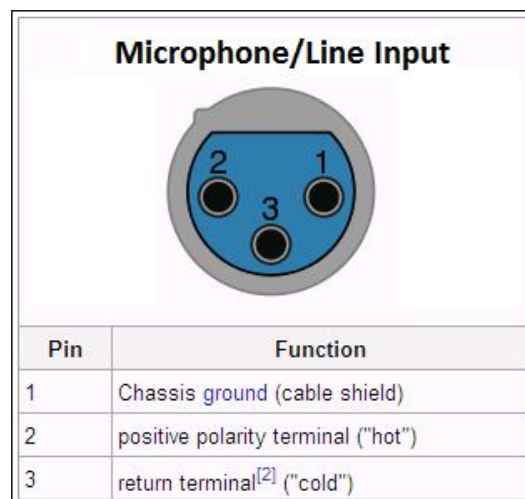 Microphone/Line Input
2 1
3
Pin Function
1 Chassis ground (cable shield)
2 positive polarity terminal ("hot")
3 return terminal[2] ("cold")